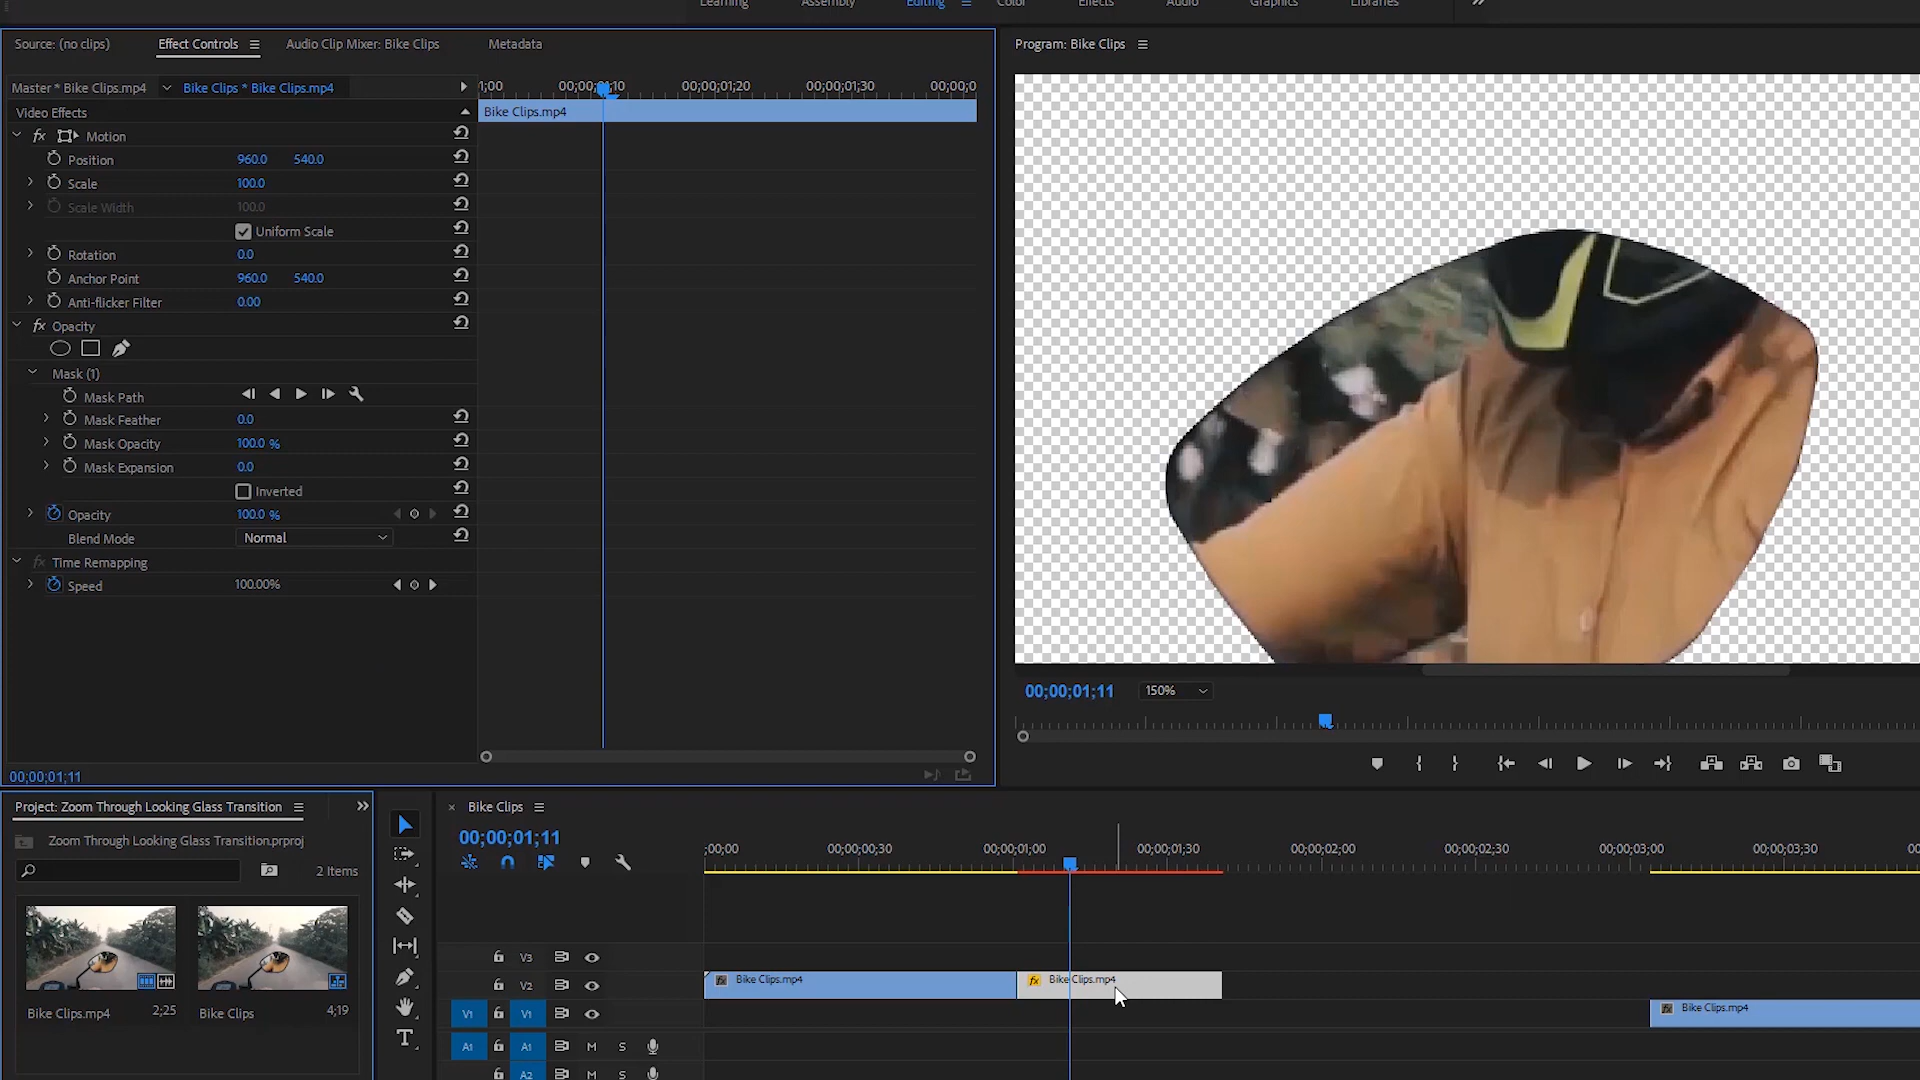 Learning Assembly Editing Color Effects Audio Graphics Libraries
Source: (no clips) Effect Controls Audio Clip Mixer: Bike Clips Metadata
Program: Bike Clips
Master * Bike Clips.mp4 Bike Clips * Bike Clips.mp4
;1;00 00;00;01;10 00;00;01;20 00;00;01;30 00;00;0
Video Effects
Bike Clips.mp4
fx Motion
Position 960.0 540.0
Scale 100.0
Scale Width 100.0
Uniform Scale
Rotation 0.0
Anchor Point 960.0 540.0
Anti-flicker Filter 0.00
fx Opacity
Mask (1)
Mask Path
Mask Feather 0.0
Mask Opacity 100.0 %
Mask Expansion 0.0
Inverted
Opacity 100.0 %
Blend Mode Normal
fx Time Remapping
Speed 100.00%
00;00;01;11
00;00;01;11 150%
Project: Zoom Through Looking Glass Transition
Zoom Through Looking Glass Transition.prproj
2 Items
Bike Clips.mp4 2;25
Bike Clips 4;19
Bike Clips
00;00;01;11
;00;00 00;00;00;30 00;00;01;00 00;00;01;30 00;00;02;00 00;00;02;30 00;00;03;00 00;00;03;30 00
V3
V2 fx Bike Clips.mp4 fx Bike Clips.mp4
V1 V1 fx Bike Clips.mp4
A1 A1 M S
A2 M S